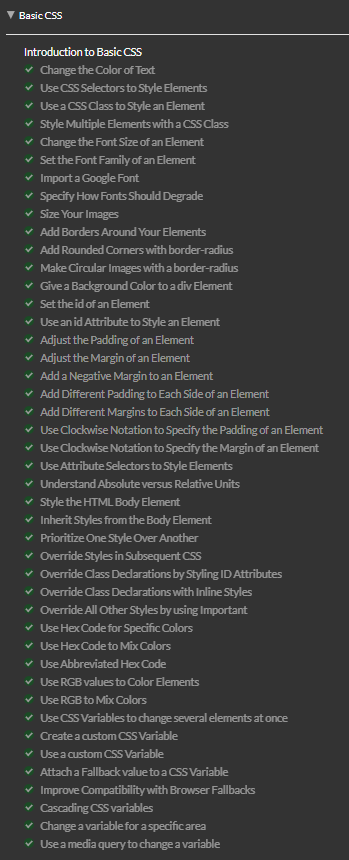 Basic CSS
Introduction to Basic CSS
Change the Color of Text
Use CSS Selectors to Style Elements
Use a CSS Class to Style an Element
Style Multiple Elements with a CSS Class
Change the Font Size of an Element
Set the Font Family of an Element
Import a Google Font
Specify How Fonts Should Degrade
Size Your Images
Add Borders Around Your Elements
Add Rounded Corners with border-radius
Make Circular Images with a border-radius
Give a Background Color to a div Element
Set the id of an Element
Use an id Attribute to Style an Element
Adjust the Padding of an Element
Adjust the Margin of an Element
Add a Negative Margin to an Element
Add Different Padding to Each Side of an Element
Add Different Margins to Each Side of an Element
Use Clockwise Notation to Specify the Padding of an Element
Use Clockwise Notation to Specify the Margin of an Element
Use Attribute Selectors to Style Elements
Understand Absolute versus Relative Units
Style the HTML Body Element
Inherit Styles from the Body Element
Prioritize One Style Over Another
Override Styles in Subsequent CSS
Override Class Declarations by Styling ID Attributes
Override Class Declarations with Inline Styles
Override All Other Styles by using Important
Use Hex Code for Specific Colors
Use Hex Code to Mix Colors
Use Abbreviated Hex Code
Use RGB values to Color Elements
Use RGB to Mix Colors
Use CSS Variables to change several elements at once
Create a custom CSS Variable
Use a custom CSS Variable
Attach a Fallback value to a CSS Variable
Improve Compatibility with Browser Fallbacks
Cascading CSS variables
Change a variable for a specific area
Use a media query to change a variable